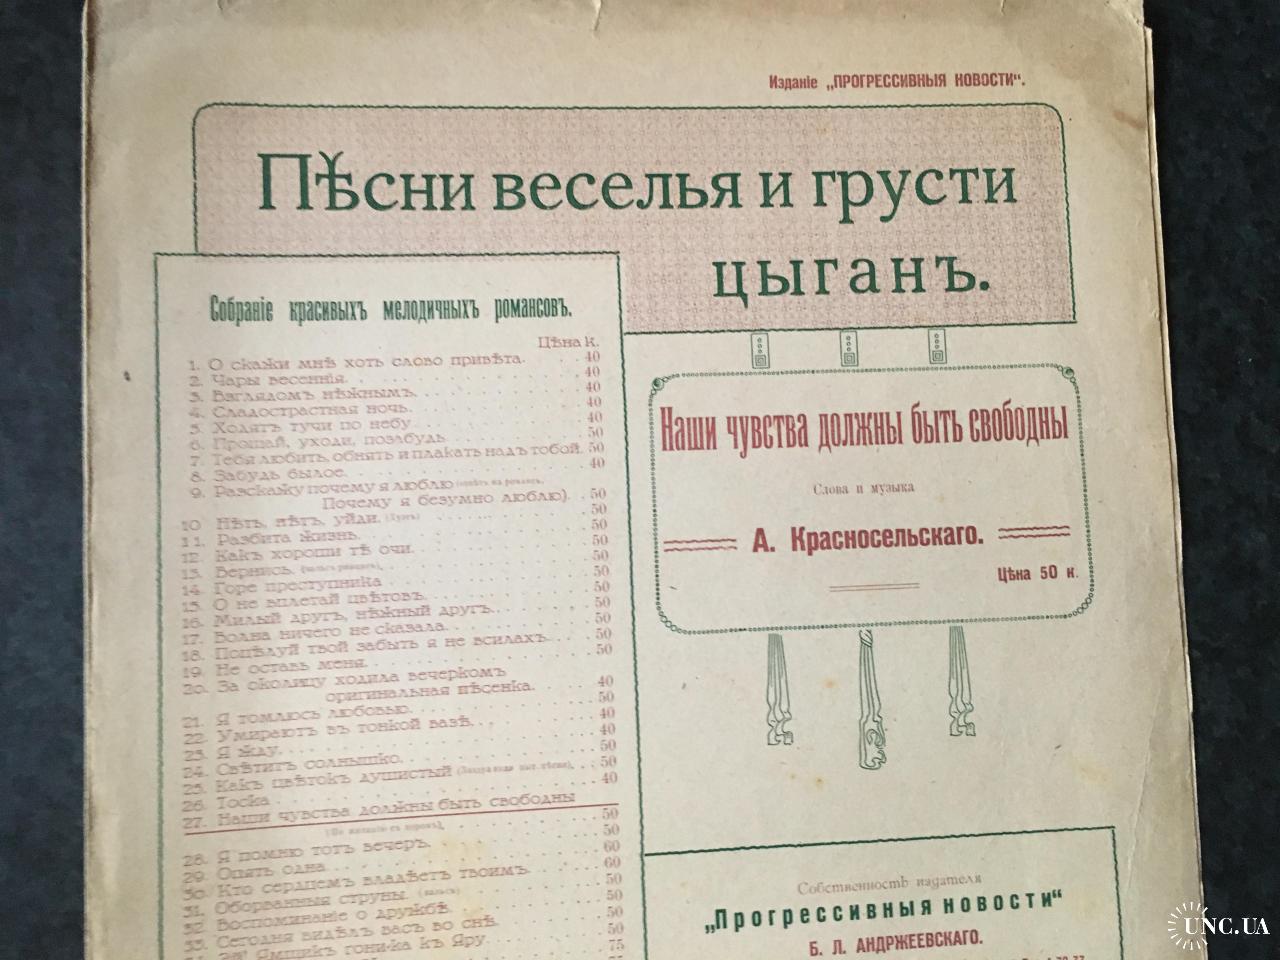 Изданіе „ПРОГРЕССИВНЫЯ НОВОСТИ“.
Пѣсни веселья и грусти
цыганъ.
Собраніе красивыхъ мелодичныхъ романсовъ.
Цѣна К.
1. О скажи мнѣ хоть слово привѣта. 40
2. Чары весеннія. 40
3. Взглядомъ нѣжнымъ. 40
4. Сладострастная ночь. 40
5. Ходятъ тучи по небу 40
6. Прощай, уходи, позабудь 50
7. Тебя любить, обнять и плакать надъ тобой. 50
8. Забудь былое. 40
9. Разскажу почему я люблю
Почему я безумно люблю). 50
10 Нѣтъ, нѣтъ, уйди. 50
11. Разбита жизнь. 50
12. Какъ хороши тѣ очи. 50
13. Вернись. 50
14. Горе преступника 50
15. О не вплетай цвѣтовъ. 50
16. Милый другъ, нѣжный другъ. 50
17. Волна ничего не сказала. 50
18. Поцѣлуй твой забыть я не всилахъ 50
19. Не оставь меня. 50
20. За околицу ходила вечеркомъ
оригинальная пѣсенка. 40
21. Я томлюсь любовью. 50
22. Умираютъ въ тонкой вазѣ. 40
23. Я жду. 40
24. Свѣтитъ солнышко. 50
25. Какъ цвѣтокъ душистый 50
26. Тоска 40
27. Наши чувства должны быть свободны
50
28. Я помню тотъ вечеръ. 50
29. Опять одна 60
30. Кто сердцемъ владѣетъ твоимъ. 60
31. Оборванныя струны. (вальсъ) 50
32. Воспоминаніе о дружбѣ. 50
33. Сегодня видѣлъ васъ во снѣ. 50
Ямщикъ гони-ка къ Яру. 75
Наши чувства должны быть свободны
Слова и музыка
А. Красносельскаго.
Цѣна 50 к.
Собственность издателя
„Прогрессивныя новости“
Б. Л. АНДРЖЕЕВСКАГО.
UNC.UA